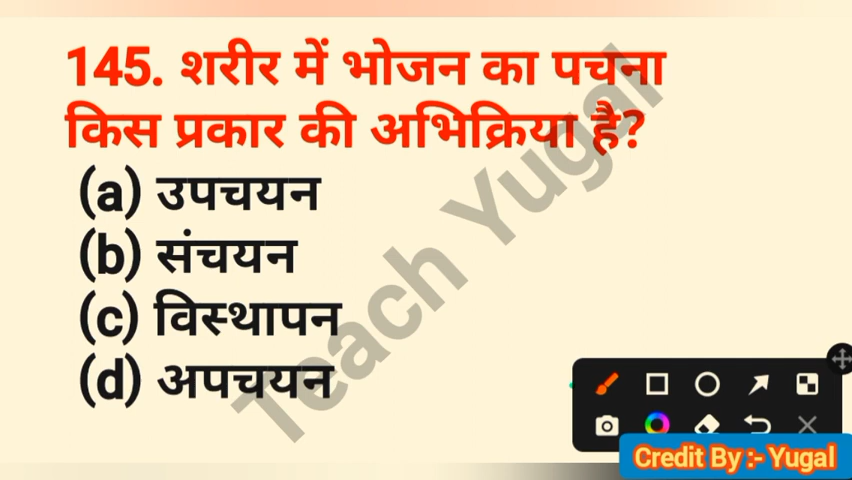 145. शरीर में भोजन का पचना
किस प्रकार की अभिक्रिया है?
(a) उपचयन
(b) संचयन
(c) विस्थापन
(d) अपचयन
Teach Yugal
Credit By :- Yugal